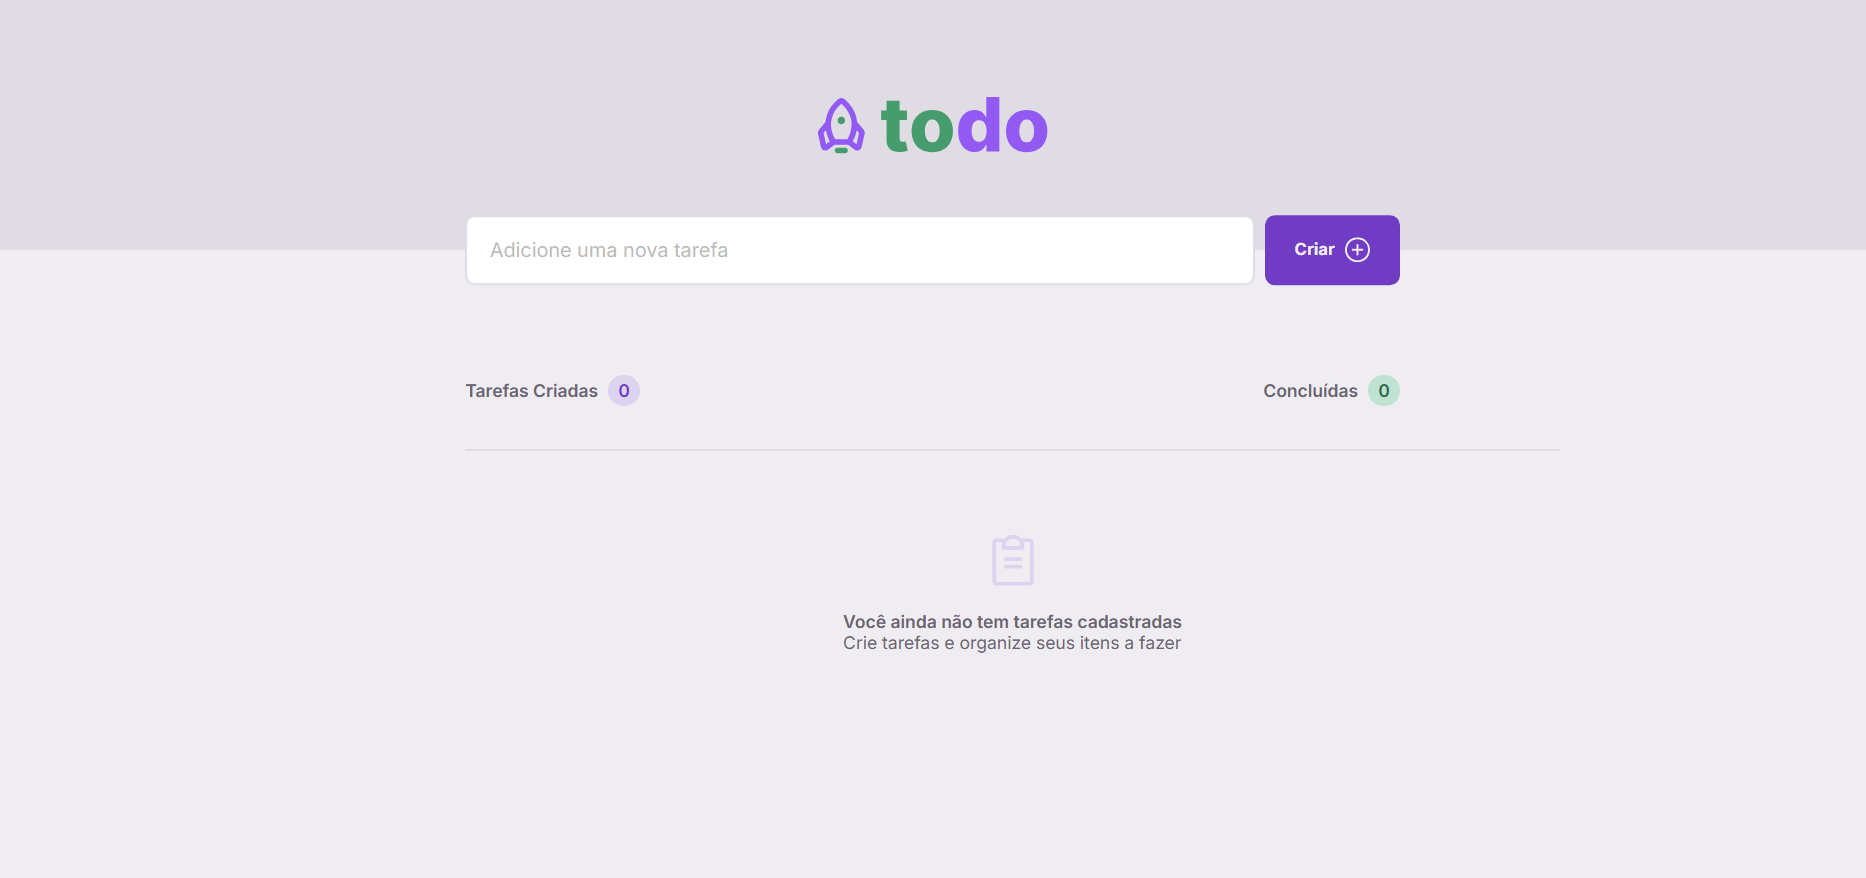 todo
Adicione uma nova tarefa
Criar
Tarefas Criadas 0
Concluídas 0
Você ainda não tem tarefas cadastradas
Crie tarefas e organize seus itens a fazer